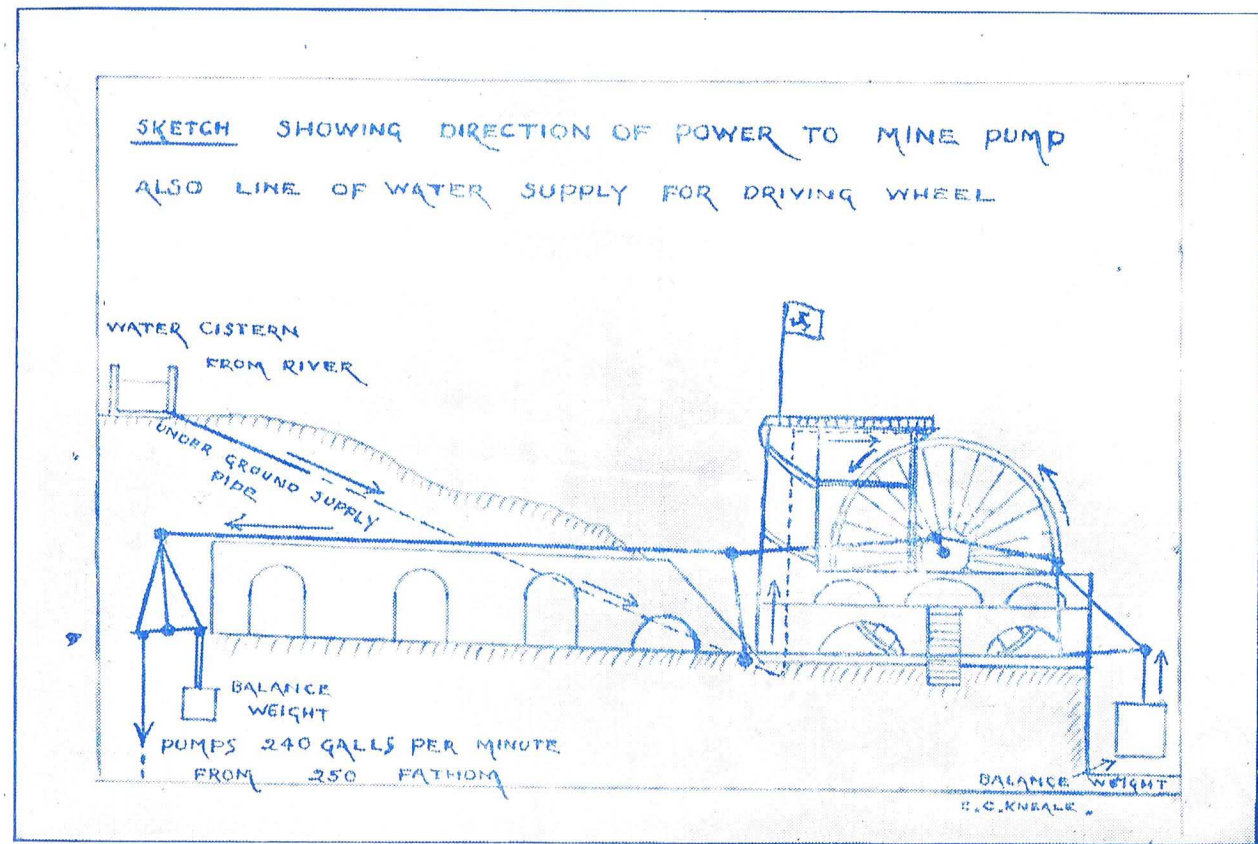 SKETCH SHOWING DIRECTION OF POWER TO MINE PUMP
ALSO LINE OF WATER SUPPLY FOR DRIVING WHEEL
WATER CISTERN
FROM RIVER
UNDER GROUND SUPPLY
PIPE
BALANCE
WEIGHT
PUMPS 240 GALLS PER MINUTE
FROM 250 FATHOM
BALANCE WEIGHT
KNEALE.